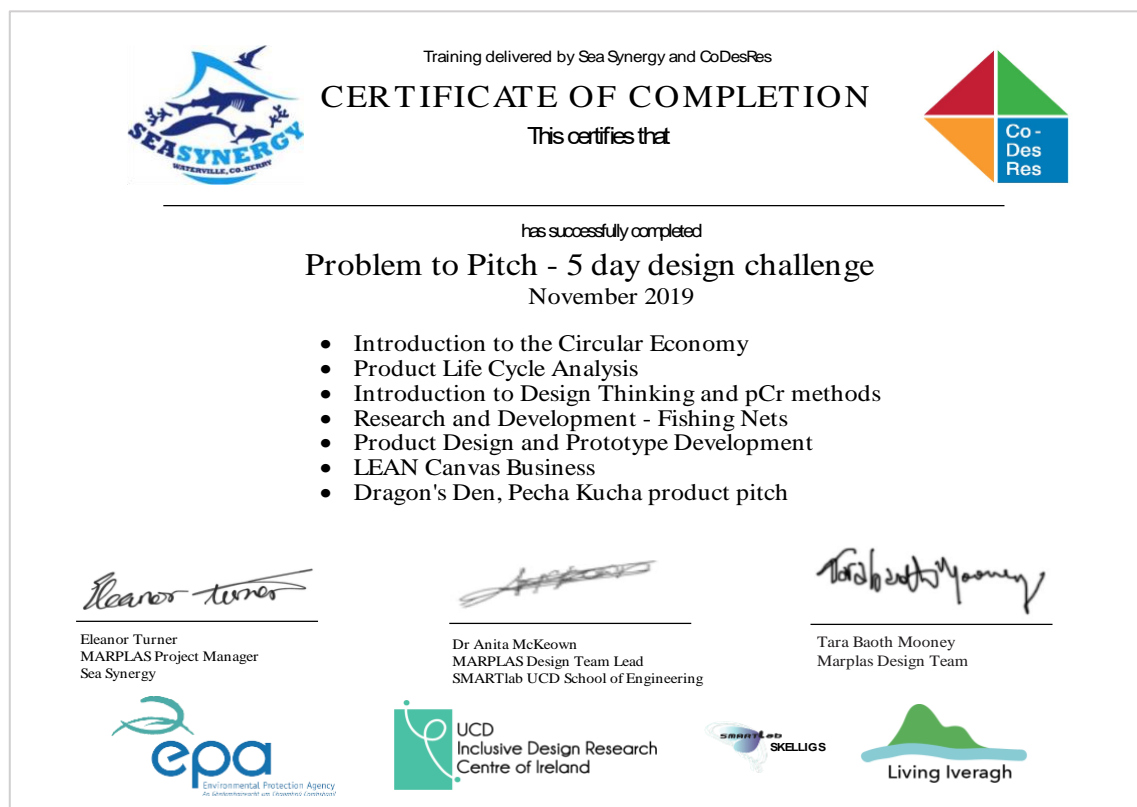 Training delivered by Sea Synergy and CoDesRes
CERTIFICATE OF COMPLETION
This certifies that
SEASYNERGY
WATERVILLE, CO. KERRY
Co-
Des
Res
has successfully completed
Problem to Pitch - 5 day design challenge
November 2019
• Introduction to the Circular Economy
• Product Life Cycle Analysis
• Introduction to Design Thinking and pCr methods
• Research and Development - Fishing Nets
• Product Design and Prototype Development
• LEAN Canvas Business
• Dragon's Den, Pecha Kucha product pitch
Eleanor Turner
Tarabaoth Mooney
Eleanor Turner
MARPLAS Project Manager
Sea Synergy
Dr Anita McKeown
MARPLAS Design Team Lead
SMARTlab UCD School of Engineering
Tara Baoth Mooney
Marplas Design Team
epa
Environmental Protection Agency
UCD
Inclusive Design Research
Centre of Ireland
SMARTLab
SKELLIGS
Living Iveragh